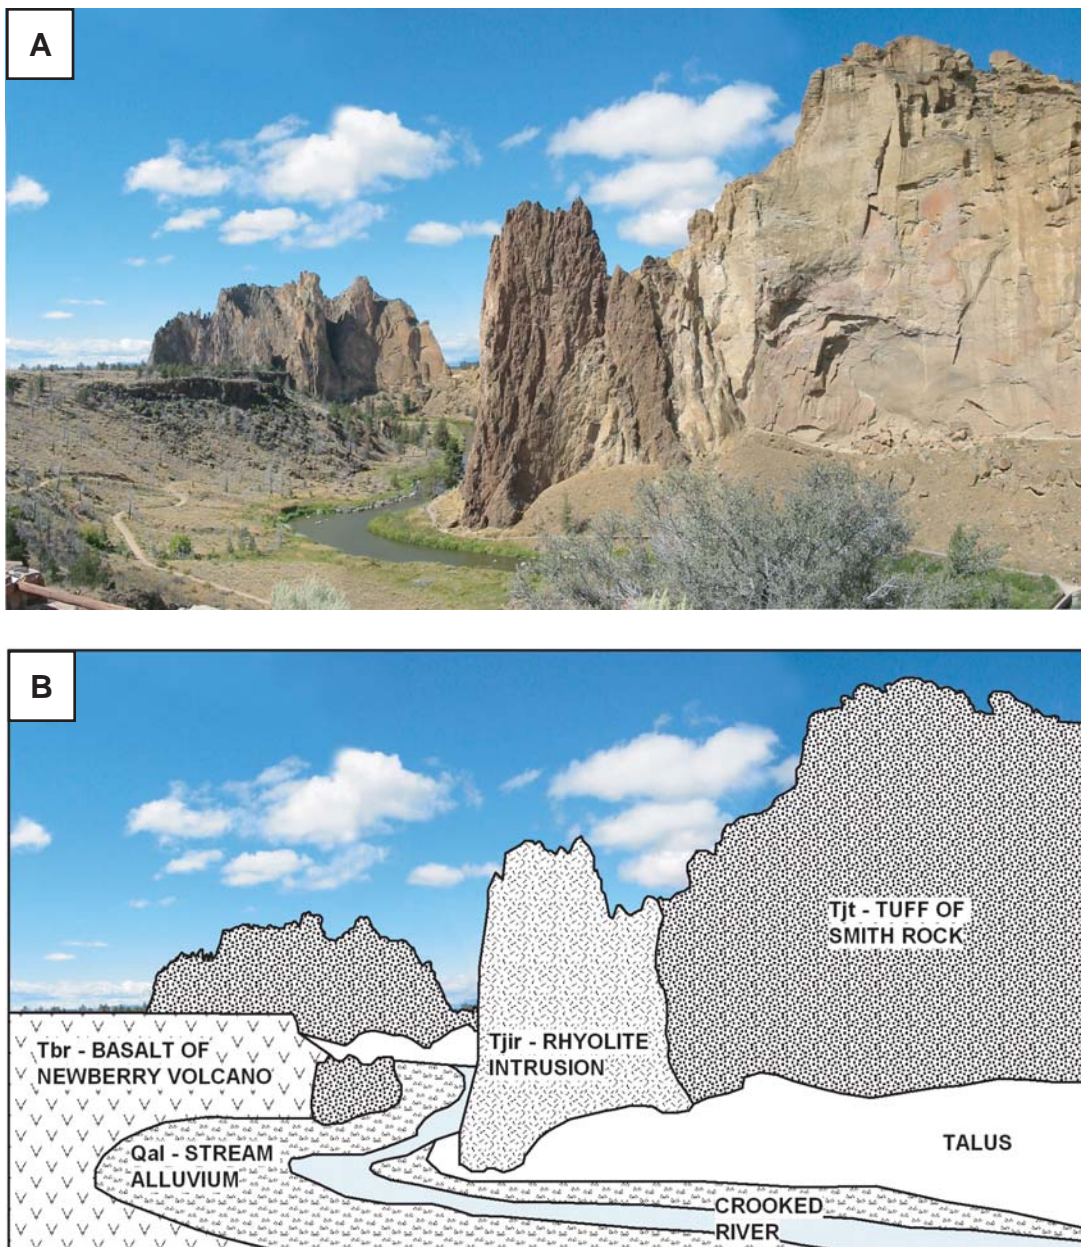 A
B
Tjt - TUFF OF
SMITH ROCK
Tbr - BASALT OF
NEWBERRY VOLCANO
Tjir - RHYOLITE
INTRUSION
Qal - STREAM
ALLUVIUM
TALUS
CROOKED
RIVER